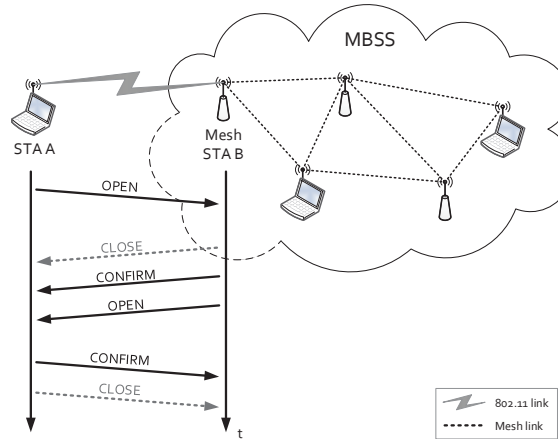 MBSS
STA A
Mesh
STA B
OPEN
CLOSE
CONFIRM
OPEN
CONFIRM
CLOSE
t
802.11 link
Mesh link